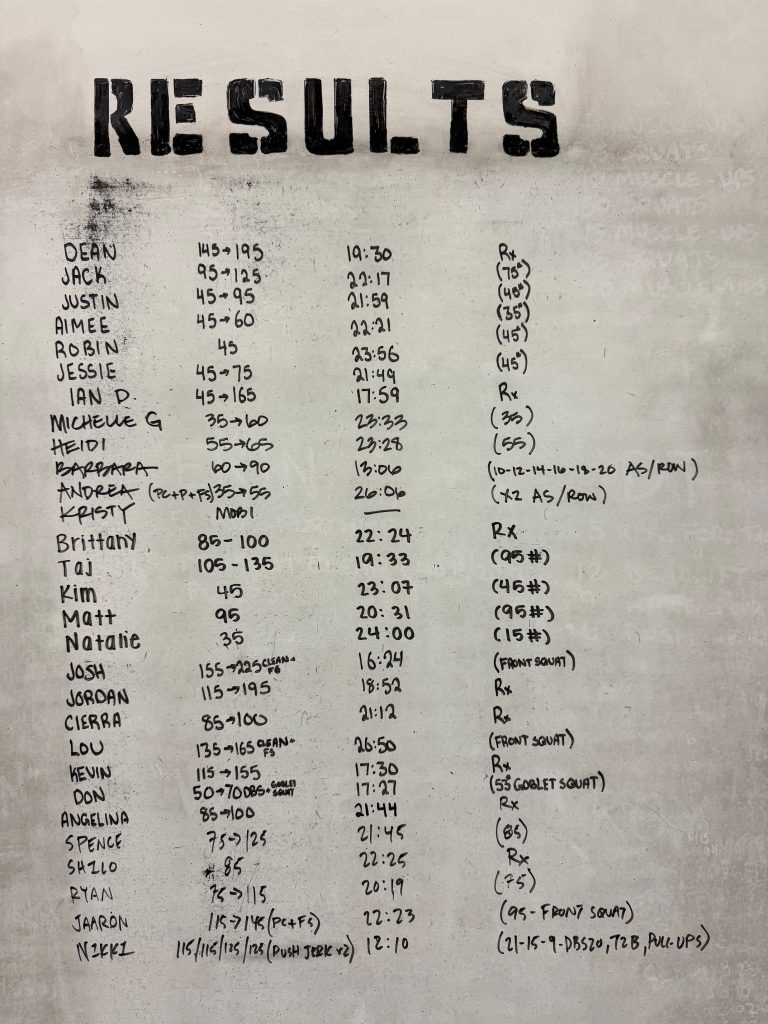 RESULTS
DEAN 145→195 19:30 Rx
JACK 95→125 22:17 (75#)
JUSTIN 45→95 21:59 (45#)
AIMEE 45→60 22:21 (35#)
ROBIN 45 23:56 (45#)
JESSIE 45→75 21:49 (45#)
IAN D. 45→165 17:59 Rx
MICHELLE G 35→60 23:33 (35)
HEIDI 55→65 23:28 (55)
BARBARA 60→90 13:06 (10-12-14-16-18-20 AS/ROW)
ANDREA (PC+P+FS) 35→55 26:06 (X2 AS/ROW)
KRISTY MOBI —
Brittany 85-100 22:24 RX
Taj 105-135 19:33 (95#)
Kim 45 23:07 (45#)
Matt 95 20:31 (95#)
Natalie 35 24:00 (15#)
JOSH 155→225 CLEAN+FS 16:24 (FRONT SQUAT)
JORDAN 115→195 18:52 Rx
CIERRA 85→100 21:12 Rx
LOU 135→165 CLEAN+FS 26:50 (FRONT SQUAT)
KEVIN 115→155 17:30 Rx
DON 50→70 DBS+GOBLET SQUAT 17:27 (55# GOBLET SQUAT)
ANGELINA 85→100 21:44 Rx
SPENCE 75→125 21:45 (85)
SHILO 85 22:25 Rx
RYAN 75→115 20:19 (75)
JAARON 115→145 (PC+FS) 22:23 (95-FRONT SQUAT)
NIKKI 115/115/125/125 (PUSH JERK x2) 12:10 (21-15-9-DBS20, T2B, PULL-UPS)